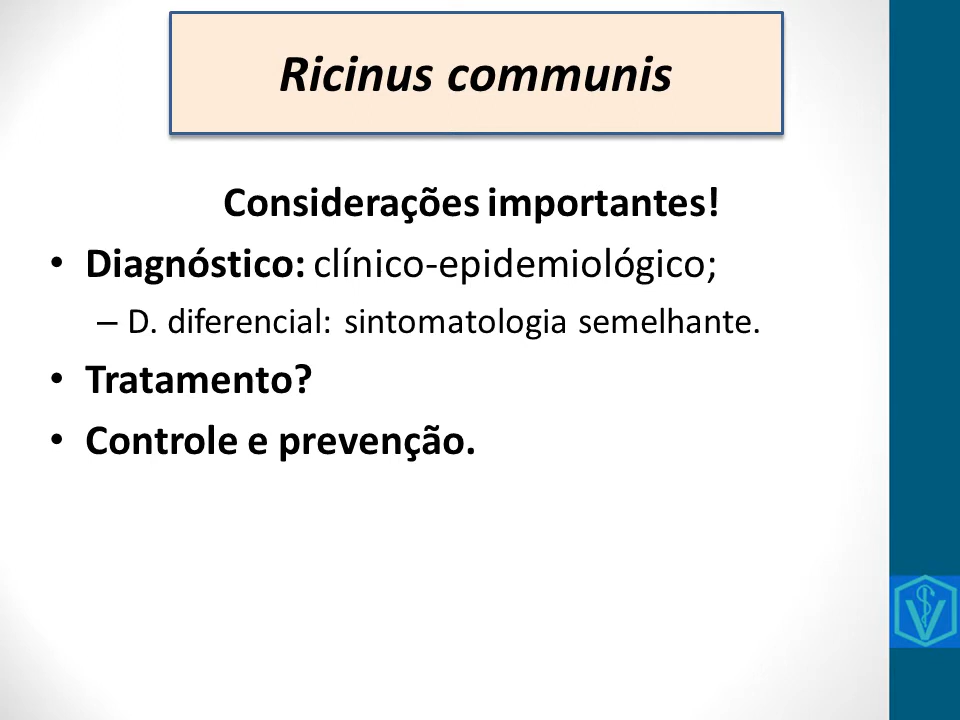 Ricinus communis
Considerações importantes!
• Diagnóstico: clínico-epidemiológico;
– D. diferencial: sintomatologia semelhante.
• Tratamento?
• Controle e prevenção.